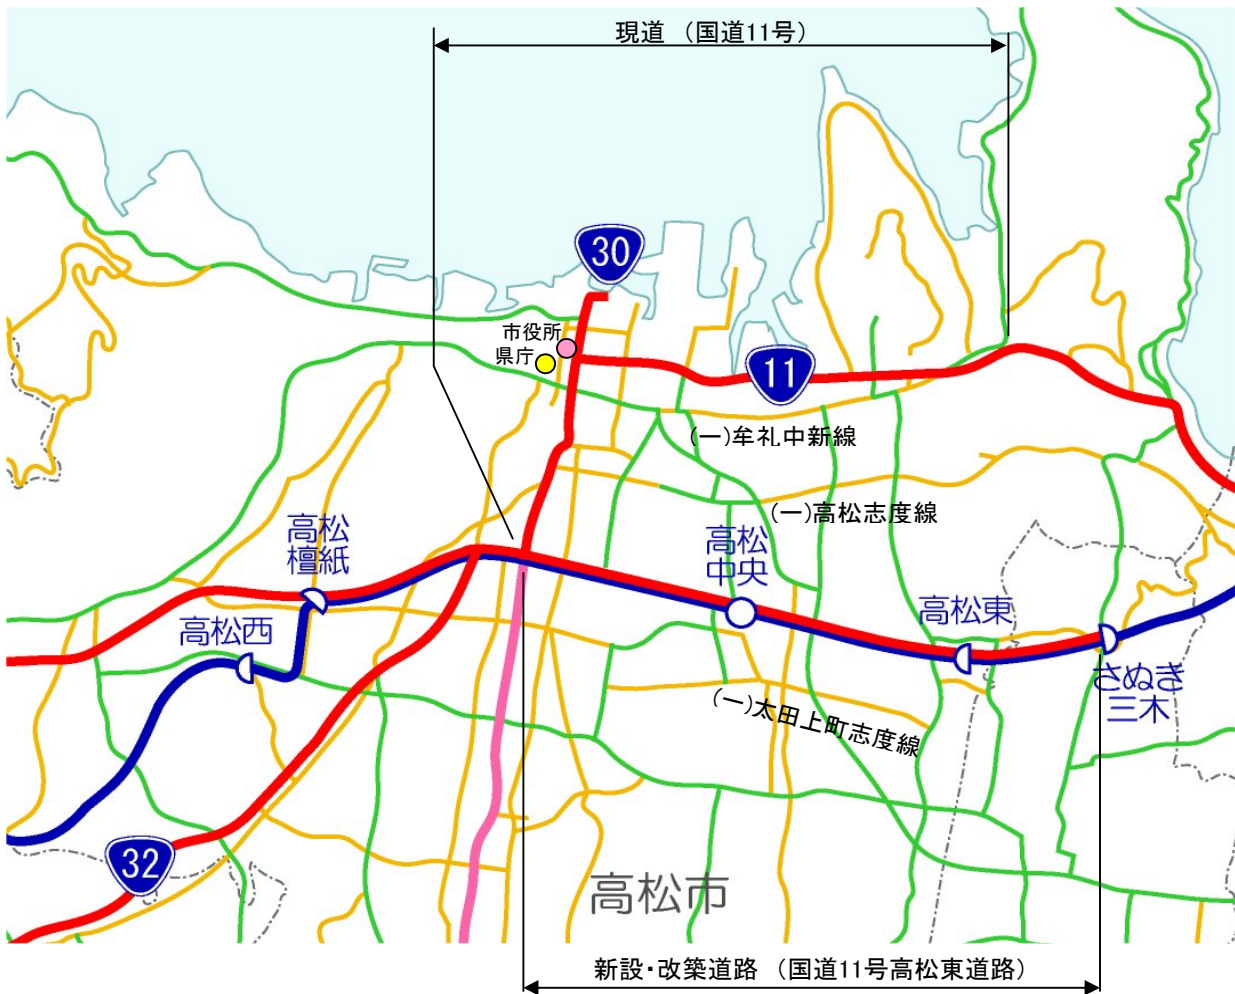 現道 （国道11号）
30
市役所
県庁
11
(一)牟礼中新線
(一)高松志度線
高松
檀紙
高松
中央
高松西
高松東
さぬき
三木
(一)太田上町志度線
32
高松市
新設・改築道路 （国道11号高松東道路）